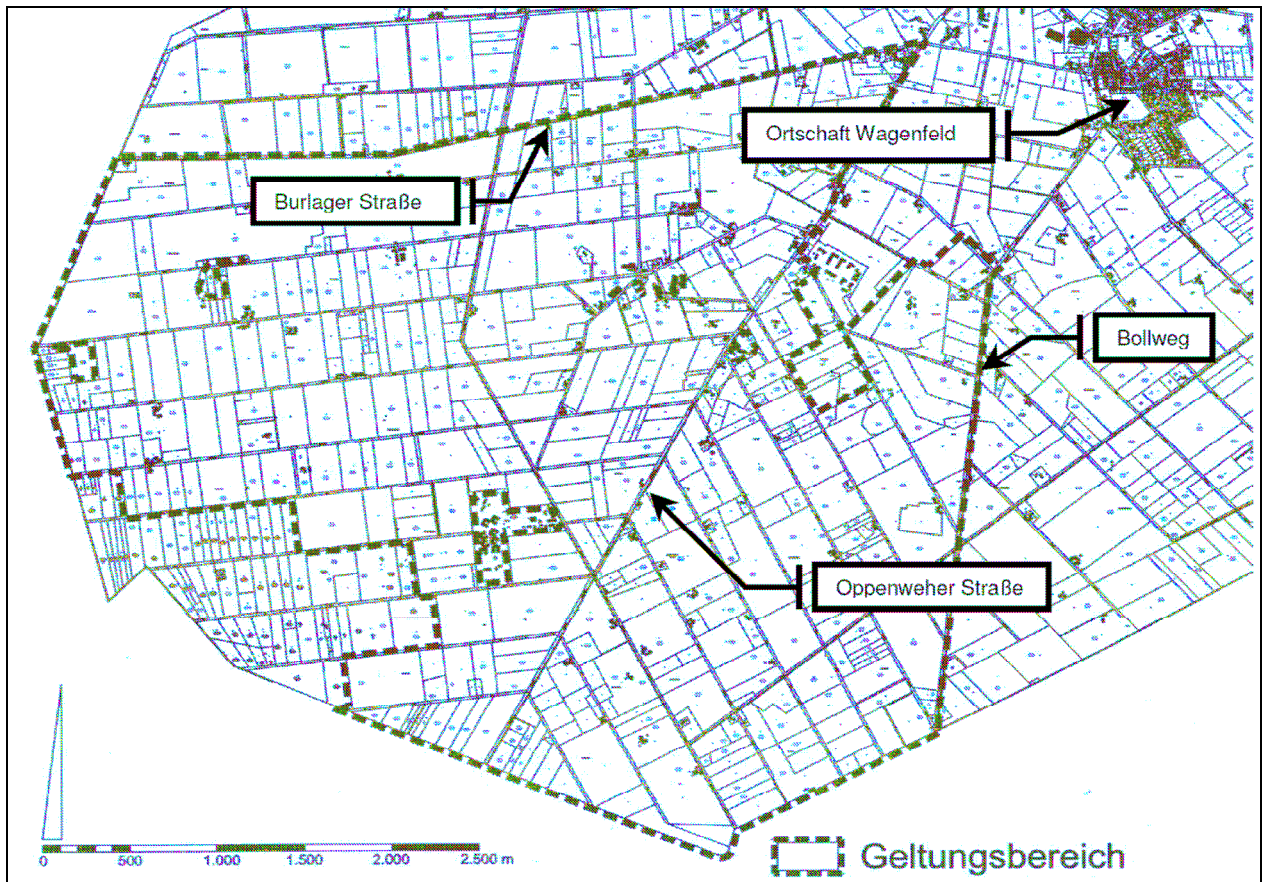 Ortschaft Wagenfeld
Burlager Straße
Bollweg
Oppenweher Straße
0 500 1.000 1.500 2.000 2.500 m
Geltungsbereich